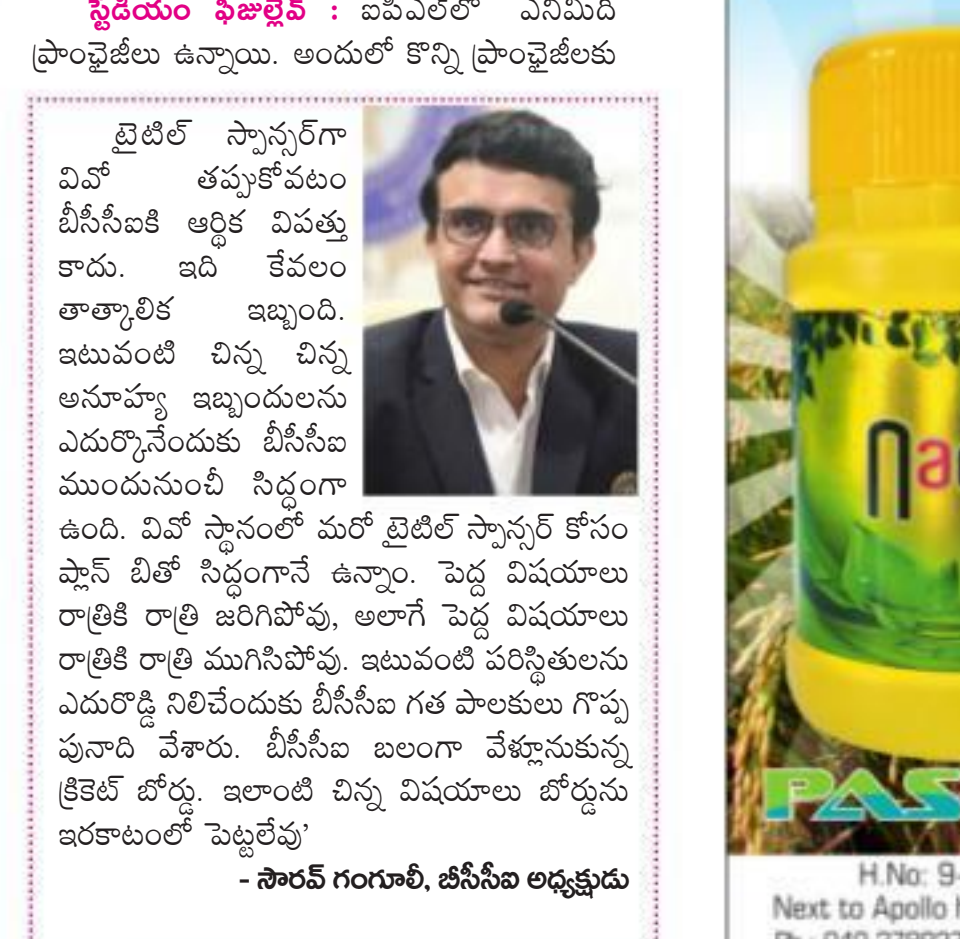 స్టేడియం ఫిజుల్లేవ్ : ఐపీఎల్‌లో ఎనిమిది
ఫ్రాంఛైజీలు ఉన్నాయి. అందులో కొన్ని ఫ్రాంఛైజీలకు
టైటిల్ స్పాన్సర్‌గా
వివో తప్పుకోవటం
బీసీసీఐకి ఆర్థిక విపత్తు
కాదు. ఇది కేవలం
తాత్కాలిక ఇబ్బంది.
ఇటువంటి చిన్న చిన్న
అనూహ్య ఇబ్బందులను
ఎదుర్కొనేందుకు బీసీసీఐ
ముందునుంచీ సిద్ధంగా
ఉంది. వివో స్థానంలో మరో టైటిల్ స్పాన్సర్ కోసం
ప్లాన్ బితో సిద్ధంగానే ఉన్నాం. పెద్ద విషయాలు
రాత్రికి రాత్రి జరిగిపోవు, అలాగే పెద్ద విషయాలు
రాత్రికి రాత్రి ముగిసిపోవు. ఇటువంటి పరిస్థితులను
ఎదురొడ్డి నిలిచేందుకు బీసీసీఐ గత పాలకులు గొప్ప
పునాది వేశారు. బీసీసీఐ బలంగా వేళ్లూనుకున్న
క్రికెట్ బోర్డు. ఇలాంటి చిన్న విషయాలు బోర్డును
ఇరకాటంలో పెట్టలేవు'
- సౌరవ్ గంగూలీ, బీసీసీఐ అధ్యక్షుడు
H.No: 9-
Next to Apollo